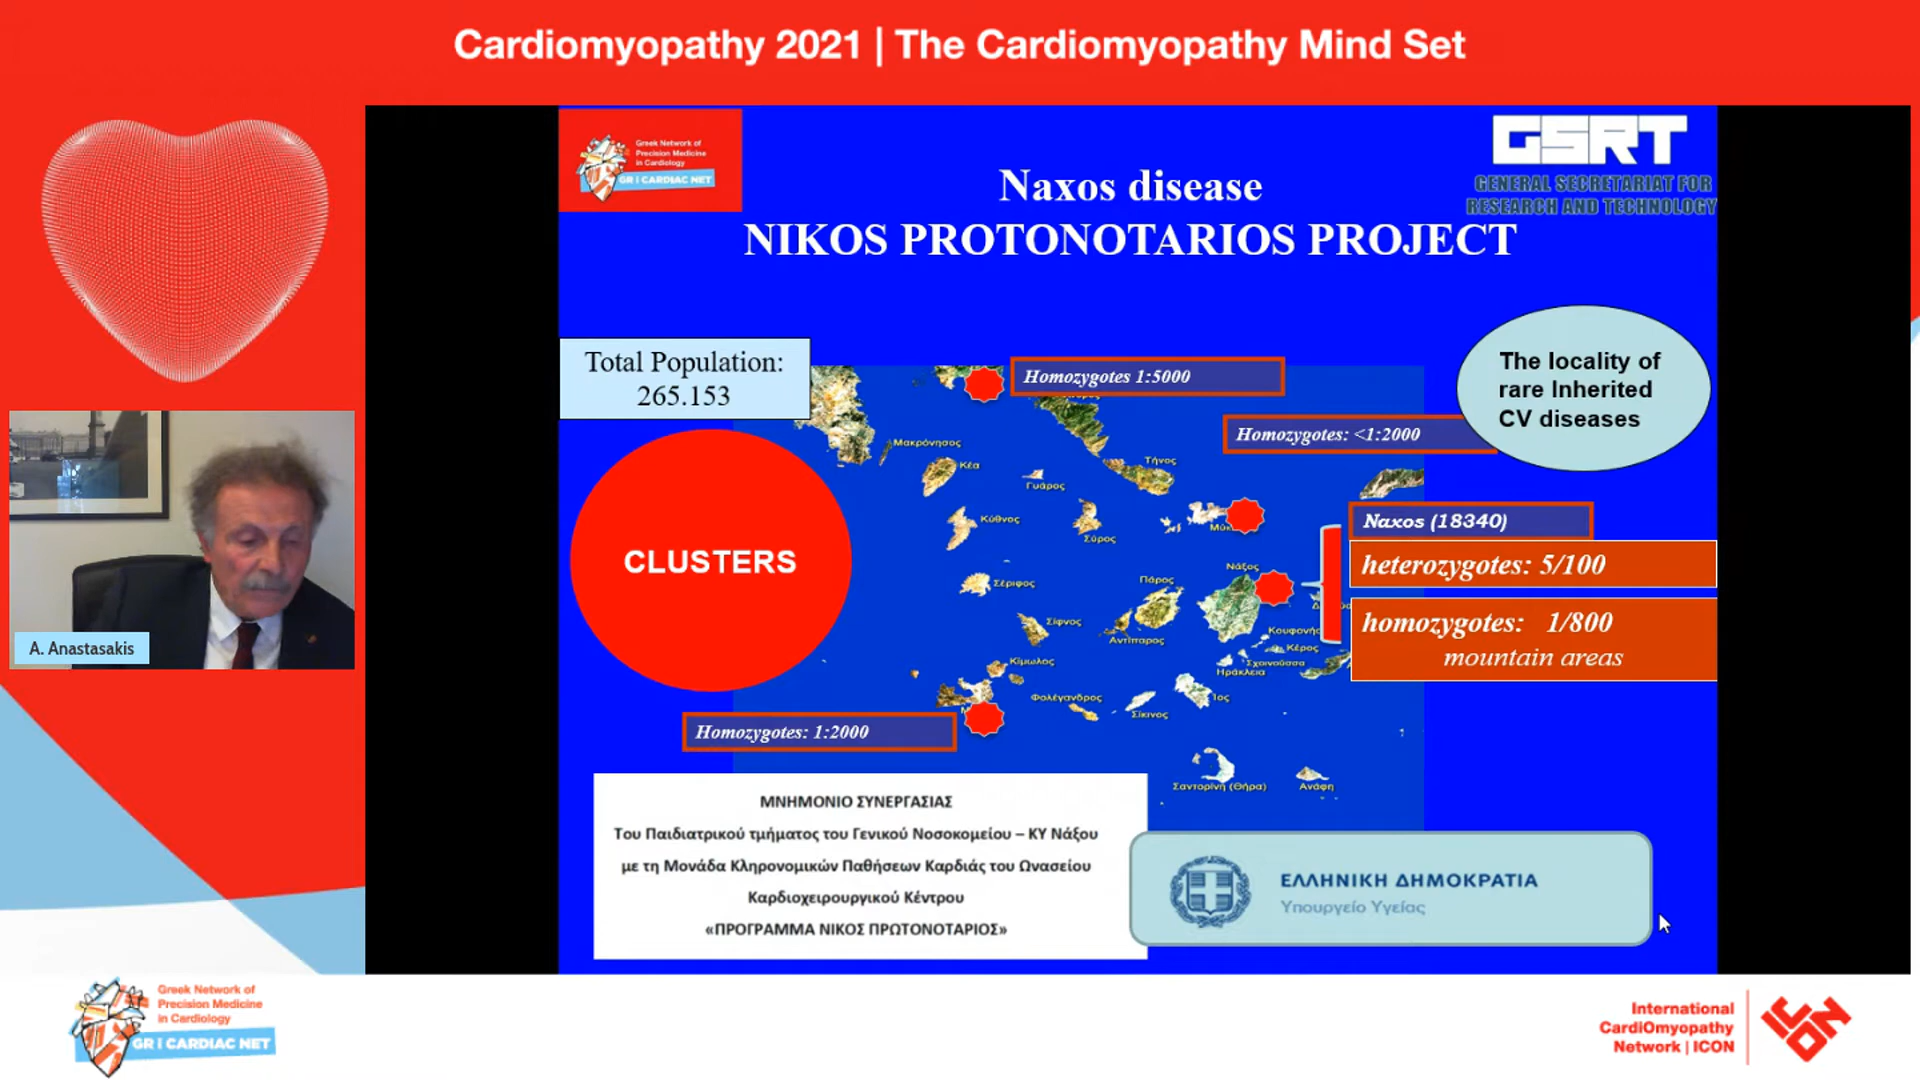 Cardiomyopathy 2021 | The Cardiomyopathy Mind Set
Greek Network of
Precision Medicine
in Cardiology
GR | CARDIAC NET
GSRT
GENERAL SECRETARIAT FOR
RESEARCH AND TECHNOLOGY
Naxos disease
NIKOS PROTONOTARIOS PROJECT
Total Population:
265.153
Homozygotes 1:5000
The locality of
rare Inherited
CV diseases
Homozygotes: <1:2000
Μακρόνησος
Κέα
Τήνος
Γυάρος
Κύθνος
Σύρος
CLUSTERS
Naxos (18340)
heterozygotes: 5/100
homozygotes: 1/800
mountain areas
Νάξος
Σέριφος
Πάρος
Σίφνος
Αντίπαρος
Κουφονήσ
Κέρος
Σχοινούσσα
Ηράκλεια
Κίμωλος
Φολέγανδρος
Ίος
Σίκινος
Homozygotes: 1:2000
Σαντορίνη (Θήρα)
Ανάφη
ΜΝΗΜΟΝΙΟ ΣΥΝΕΡΓΑΣΙΑΣ
Του Παιδιατρικού τμήματος του Γενικού Νοσοκομείου – ΚΥ Νάξου
με τη Μονάδα Κληρονομικών Παθήσεων Καρδιάς του Ωνασείου
Καρδιοχειρουργικού Κέντρου
«ΠΡΟΓΡΑΜΜΑ ΝΙΚΟΣ ΠΡΩΤΟΝΟΤΑΡΙΟΣ»
ΕΛΛΗΝΙΚΗ ΔΗΜΟΚΡΑΤΙΑ
Υπουργείο Υγείας
A. Anastasakis
Greek Network of
Precision Medicine
in Cardiology
GR | CARDIAC NET
International
CardiOmyopathy
Network | ICON
ICON